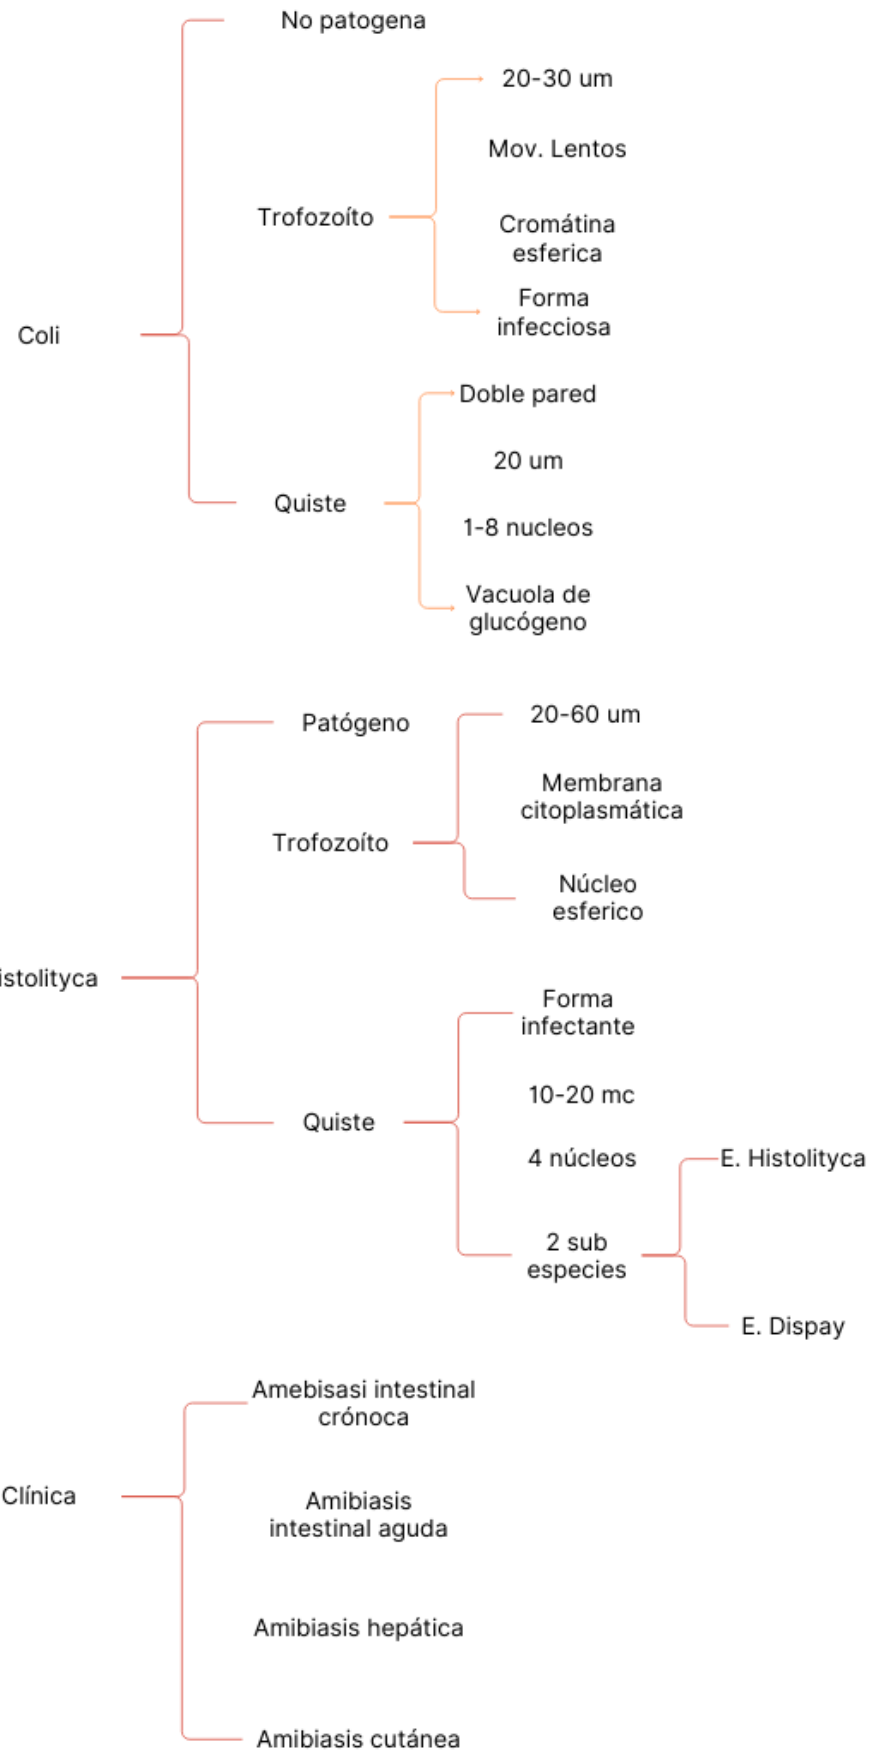 No patogena
20-30 um
Mov. Lentos
Trofozoíto
Cromátina
esferica
Forma
infecciosa
Coli
Doble pared
20 um
Quiste
1-8 nucleos
Vacuola de
glucógeno
Patógeno
20-60 um
Membrana
citoplasmática
Trofozoíto
Núcleo
esferico
istolityca
Forma
infectante
10-20 mc
Quiste
4 núcleos
E. Histolityca
2 sub
especies
E. Dispay
Amebisasi intestinal
crónoca
Clínica
Amibiasis
intestinal aguda
Amibiasis hepática
Amibiasis cutánea